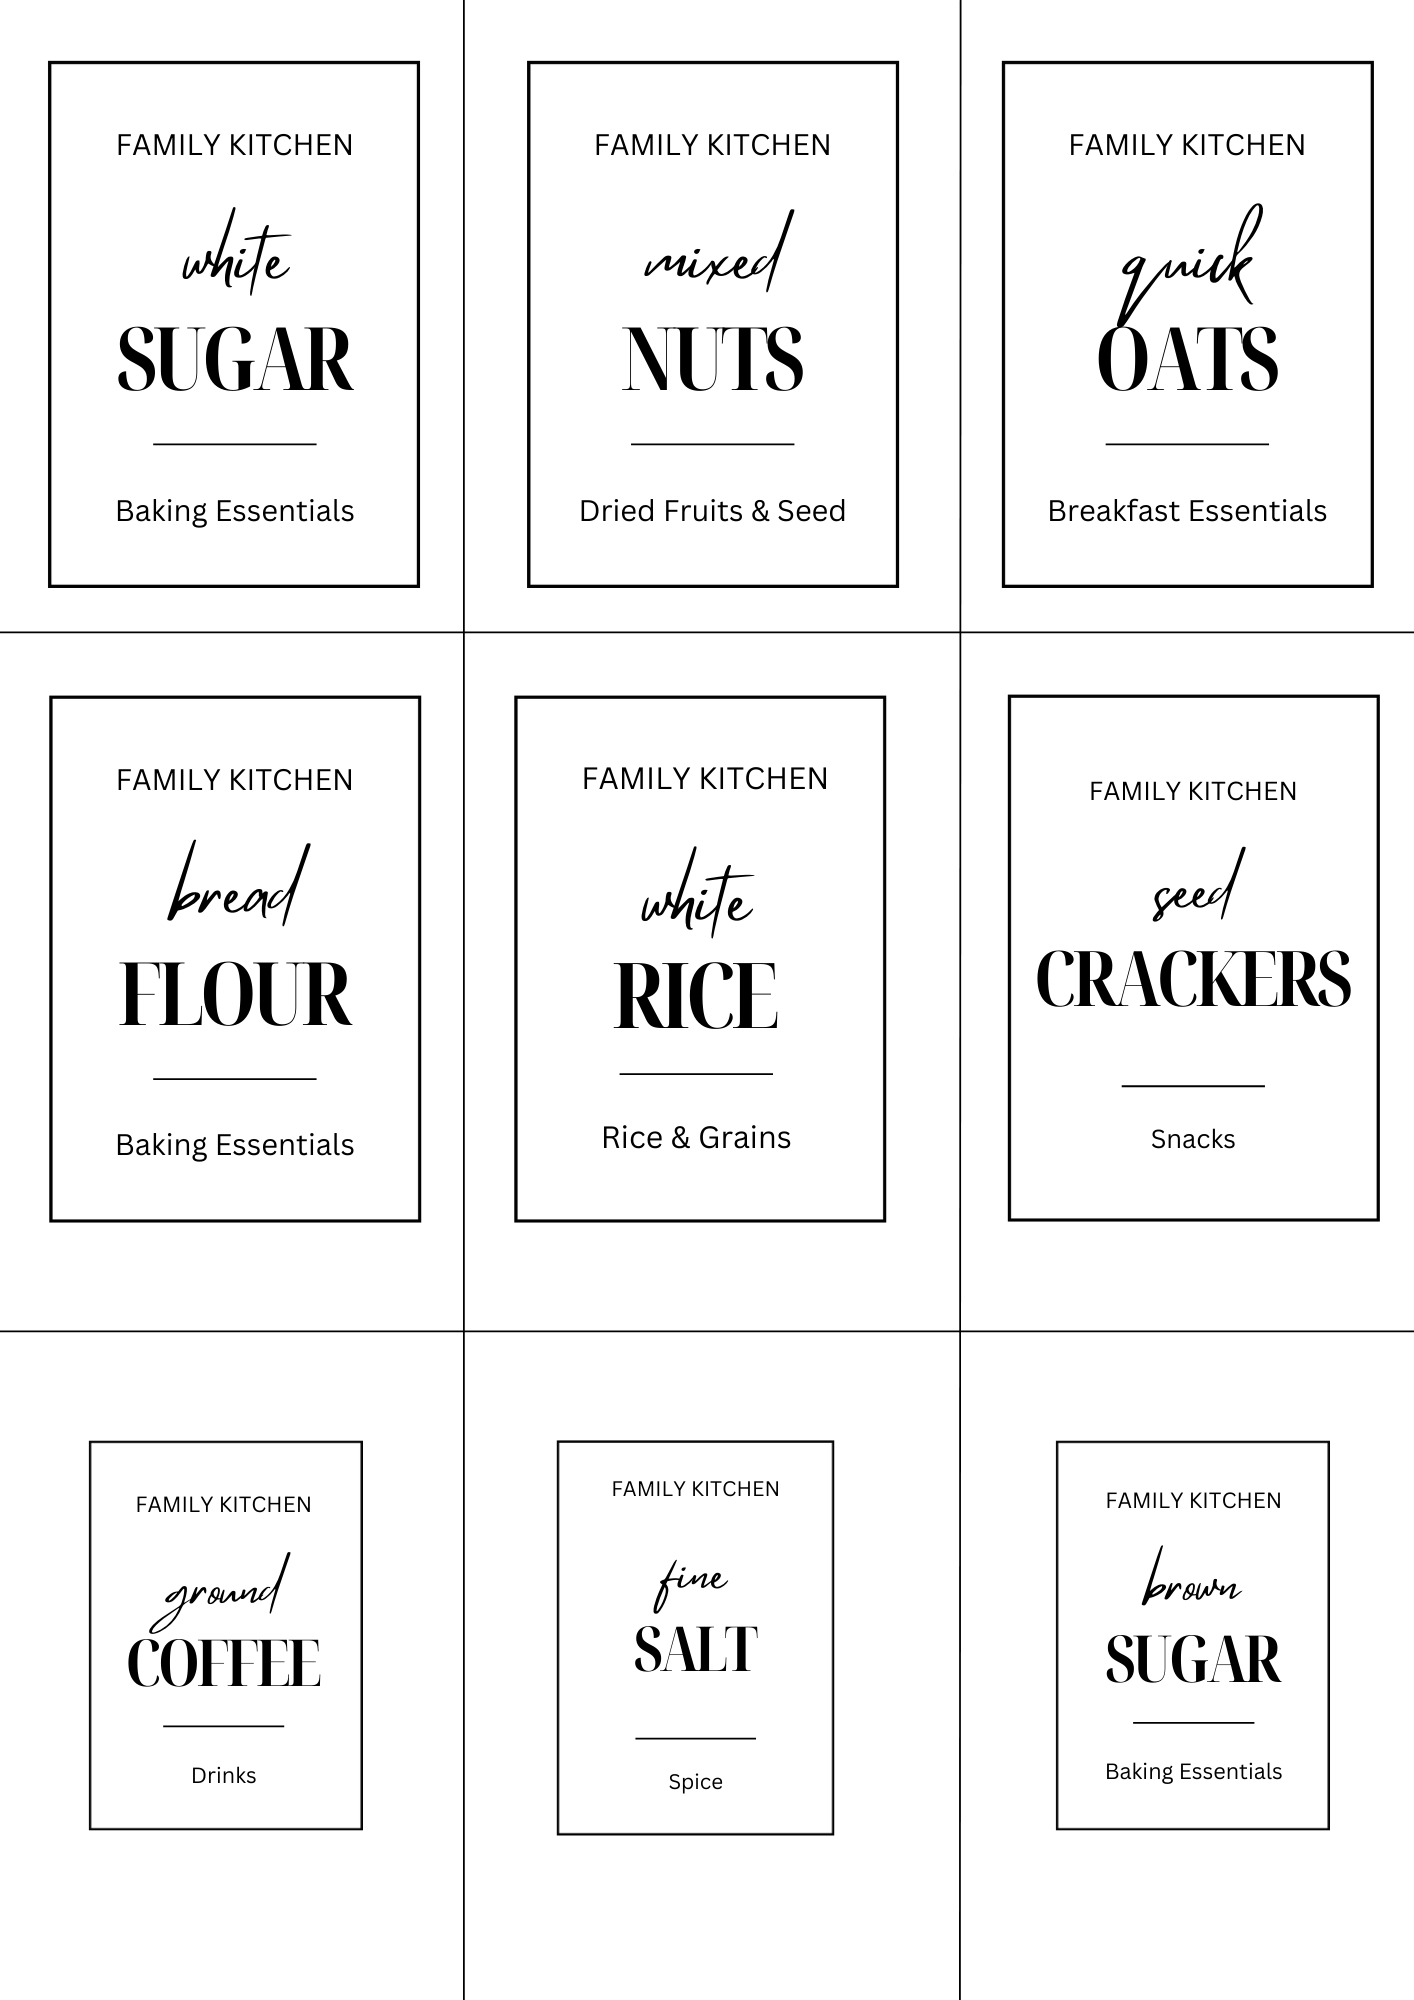 FAMILY KITCHEN
white
SUGAR
Baking Essentials
FAMILY KITCHEN
mixed
NUTS
Dried Fruits & Seed
FAMILY KITCHEN
quick
OATS
Breakfast Essentials
FAMILY KITCHEN
bread
FLOUR
Baking Essentials
FAMILY KITCHEN
white
RICE
Rice & Grains
FAMILY KITCHEN
seed
CRACKERS
Snacks
FAMILY KITCHEN
ground
COFFEE
Drinks
FAMILY KITCHEN
fine
SALT
Spice
FAMILY KITCHEN
brown
SUGAR
Baking Essentials